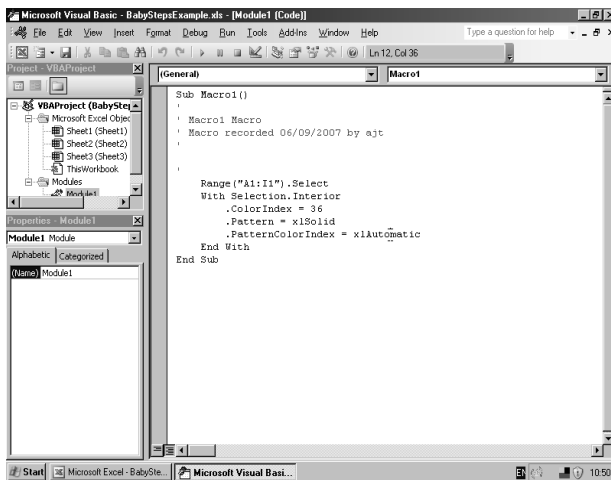 Microsoft Visual Basic - BabyStepsExample.xls - [Module1 (Code)]
File Edit View Insert Format Debug Run Tools Add-Ins Window Help
Type a question for help
Ln 12, Col 36
Project - VBAProject
(General)
Macro1
VBAProject (BabyStep
Microsoft Excel Objec
Sheet1 (Sheet1)
Sheet2 (Sheet2)
Sheet3 (Sheet3)
ThisWorkbook
Modules
Module1
Properties - Module1
Module1 Module
Alphabetic Categorized
(Name) Module1
Sub Macro1()
'
' Macro1 Macro
' Macro recorded 06/09/2007 by ajt
'
'
Range("A1:I1").Select
With Selection.Interior
.ColorIndex = 36
.Pattern = xlSolid
.PatternColorIndex = xlAutomatic
End With
End Sub
Start
Microsoft Excel - BabySte...
Microsoft Visual Basi...
EN
10:50